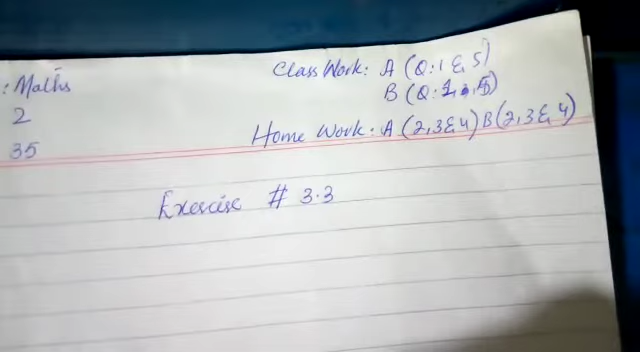 : Maths
2
35
Class Work: A (Q:1 & 5)
B (Q: 1, 5)
Home Work: A (2,3 & 4) B (2,3 & 4)
Exercise # 3.3